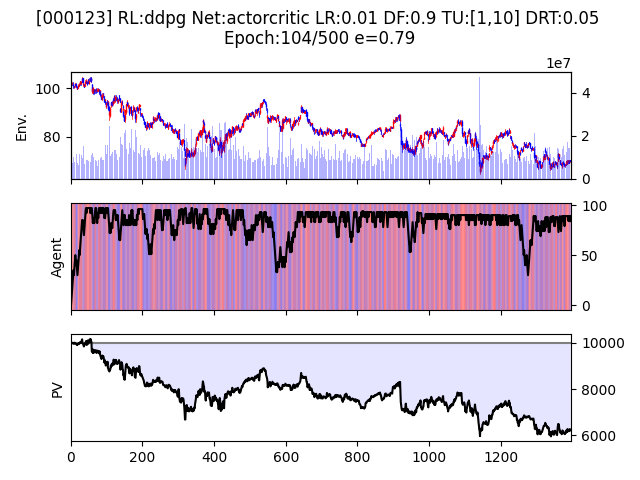 [000123] RL:ddpg Net:actorcritic LR:0.01 DF:0.9 TU:[1,10] DRT:0.05
Epoch:104/500 e=0.79
1e7
Env.
100
80
4
2
0
Agent
100
50
0
PV
10000
8000
6000
0 200 400 600 800 1000 1200